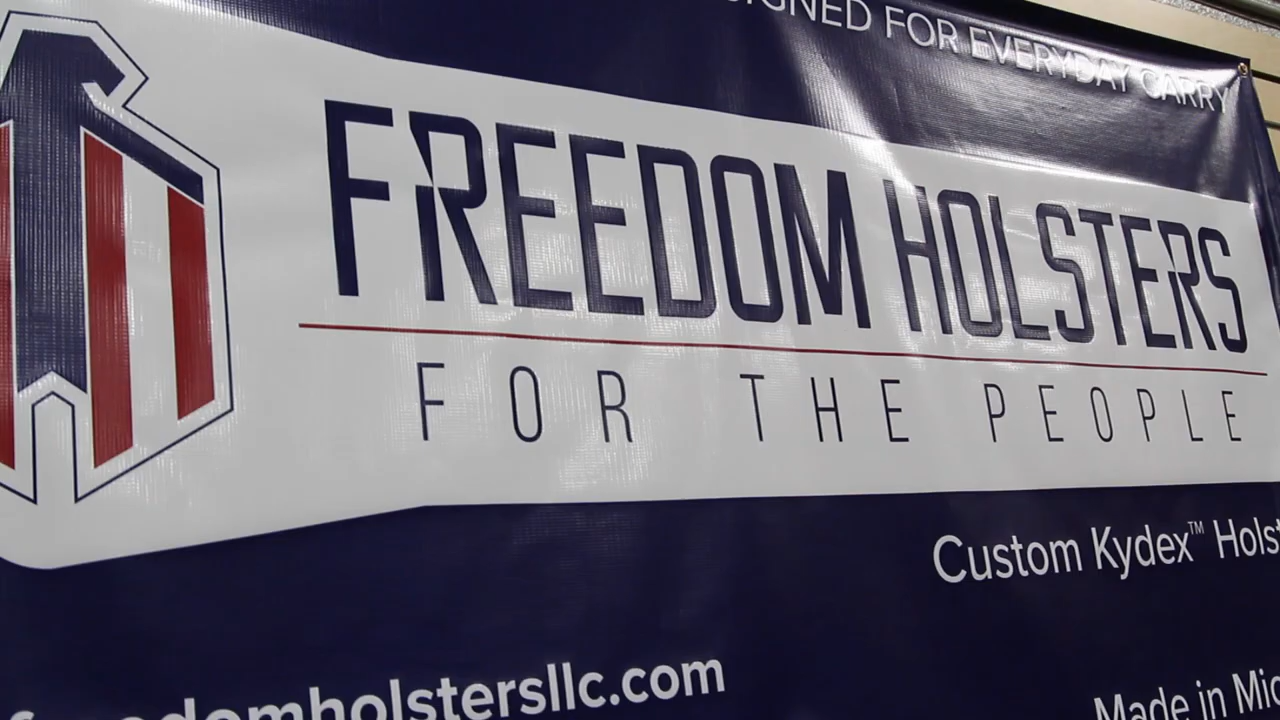 FOR EVERYDAY CARRY
FREEDOM HOLSTERS
FOR THE PEOPLE
Custom Kydex™
freedomholstersllc.com
Made in